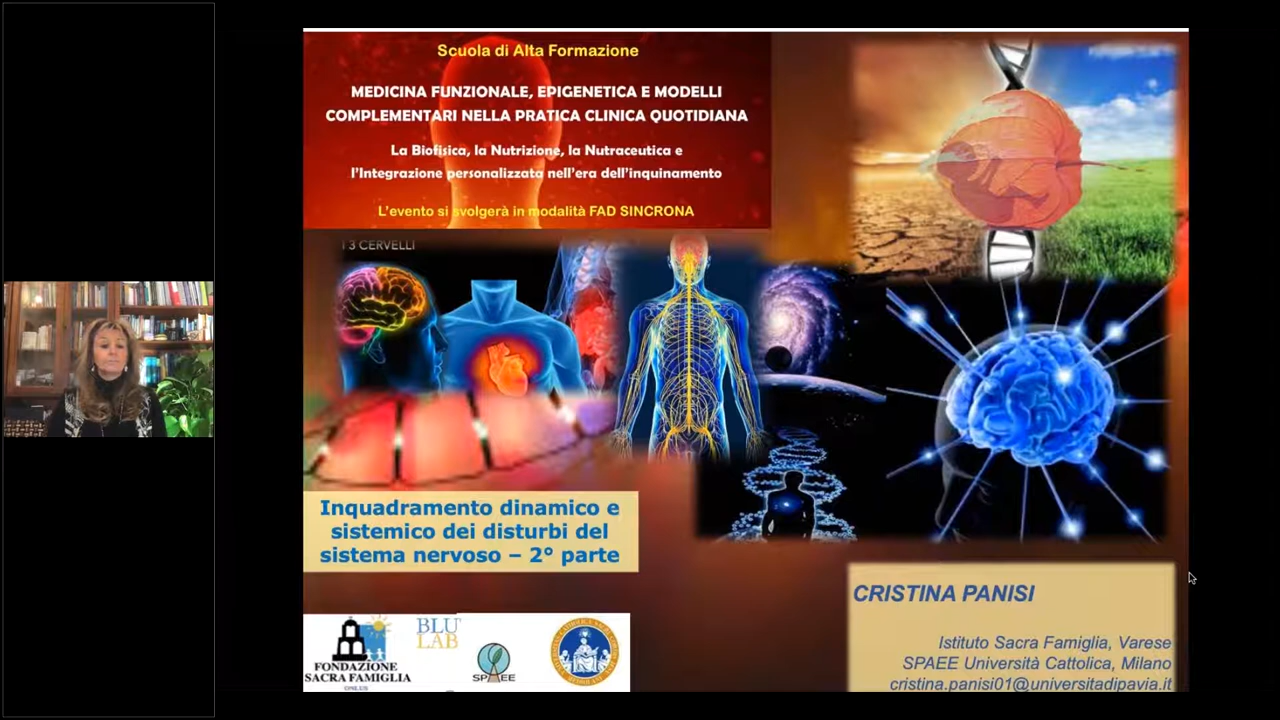 Scuola di Alta Formazione
MEDICINA FUNZIONALE, EPIGENETICA E MODELLI
COMPLEMENTARI NELLA PRATICA CLINICA QUOTIDIANA
La Biofisica, la Nutrizione, la Nutraceutica e
l'Integrazione personalizzata nell'era dell'inquinamento
L'evento si svolgerà in modalità FAD SINCRONA
I 3 CERVELLI
Inquadramento dinamico e
sistemico dei disturbi del
sistema nervoso – 2° parte
CRISTINA PANISI
Istituto Sacra Famiglia, Varese
SPAEE Università Cattolica, Milano
cristina.panisi01@universitadipavia.it
FONDAZIONE
SACRA FAMIGLIA
ONLUS
BLU
LAB
SPAEE